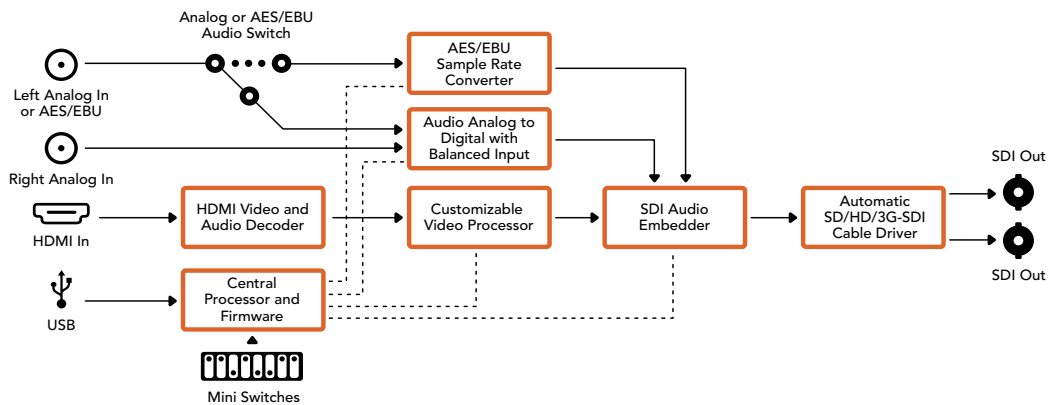 Analog or AES/EBU
Audio Switch
Left Analog In
or AES/EBU
AES/EBU
Sample Rate
Converter
Audio Analog to
Digital with
Balanced Input
Right Analog In
HDMI In
HDMI Video and
Audio Decoder
Customizable
Video Processor
SDI Audio
Embedder
Automatic
SD/HD/3G-SDI
Cable Driver
SDI Out
SDI Out
USB
Central
Processor and
Firmware
Mini Switches